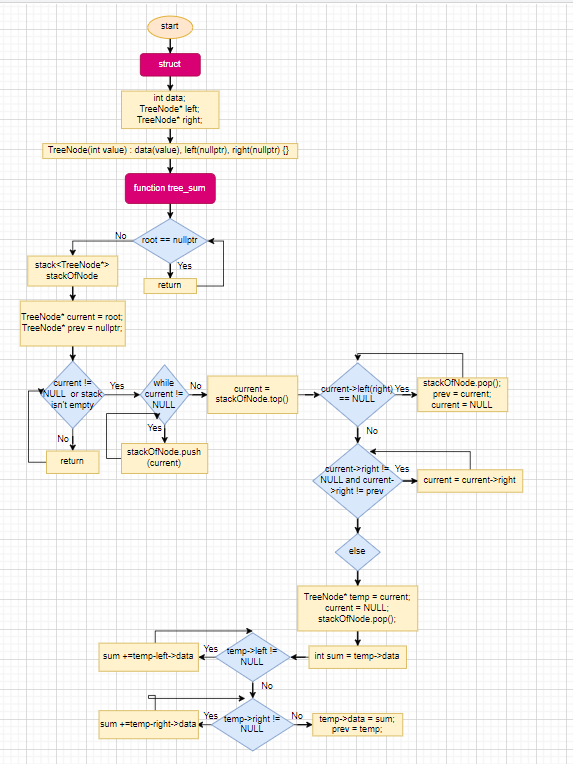 start
struct
int data;
TreeNode* left;
TreeNode* right;
TreeNode(int value) : data(value), left(nullptr), right(nullptr) {}
function tree_sum
root == nullptr
No
Yes
return
stack<TreeNode*>
stackOfNode
TreeNode* current = root;
TreeNode* prev = nullptr;
current !=
NULL or stack
isn't empty
Yes
No
return
while
current !=
NULL
No
Yes
stackOfNode.push
(current)
current =
stackOfNode.top()
current->left(right)
== NULL
Yes
No
stackOfNode.pop();
prev = current;
current = NULL
current->right !=
NULL and current-
>right != prev
Yes
current = current->right
else
TreeNode* temp = current;
current = NULL;
stackOfNode.pop();
int sum = temp->data
temp->left !=
NULL
Yes
No
sum +=temp-left->data
temp->right !=
NULL
Yes
No
sum +=temp-right->data
temp->data = sum;
prev = temp;